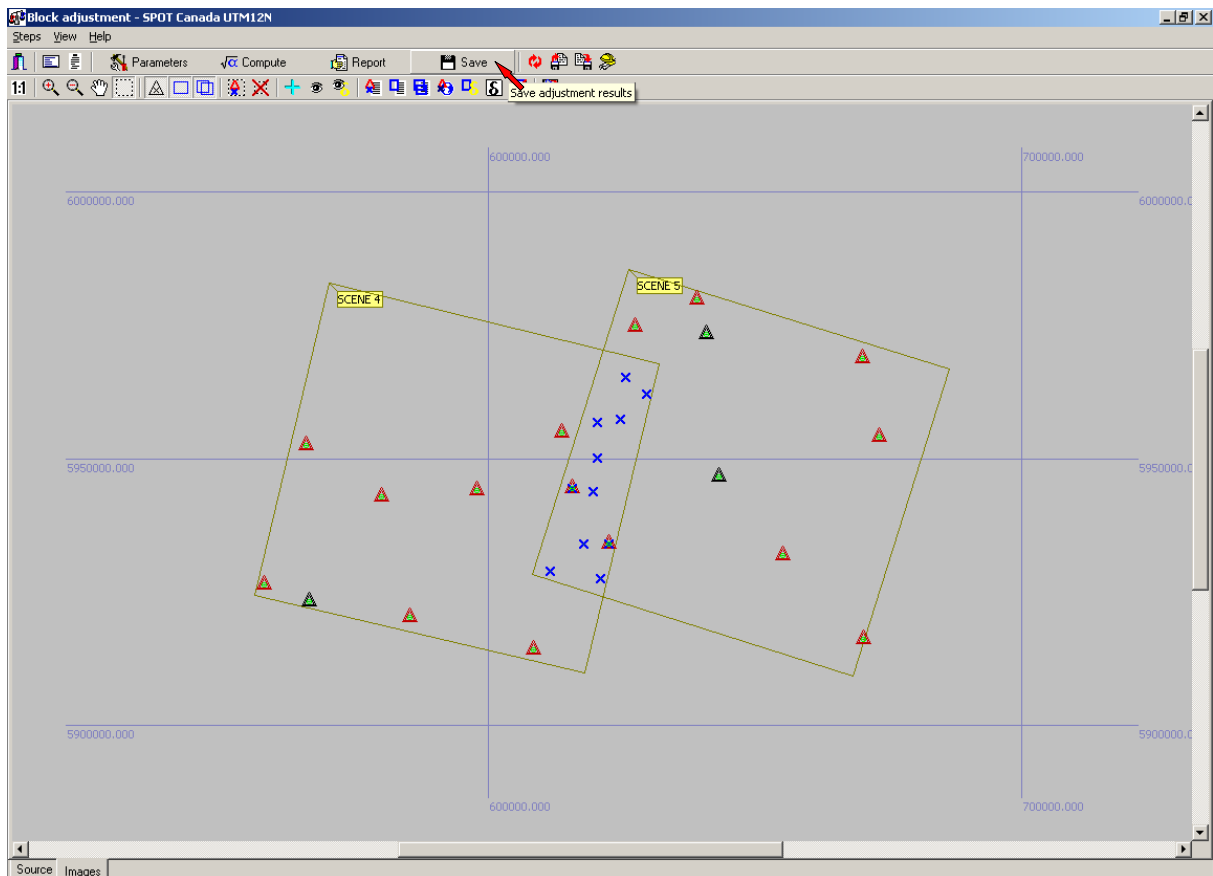 Block adjustment - SPOT Canada UTM12N
Steps View Help
Parameters √α Compute Report Save
1:1 δ
Save adjustment results
600000.000 700000.000
6000000.000 6000000.0
SCENE 4 SCENE 5
5950000.000 5950000.0
5900000.000 5900000.0
600000.000 700000.000
Source Images